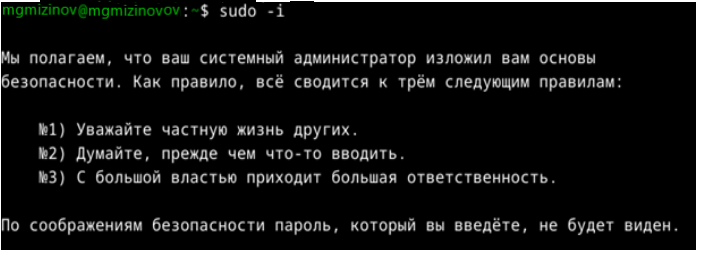 mgmizinov@mgmizinovov:~$ sudo -i
Мы полагаем, что ваш системный администратор изложил вам основы
безопасности. Как правило, всё сводится к трём следующим правилам:
№1) Уважайте частную жизнь других.
№2) Думайте, прежде чем что-то вводить.
№3) С большой властью приходит большая ответственность.
По соображениям безопасности пароль, который вы введёте, не будет виден.